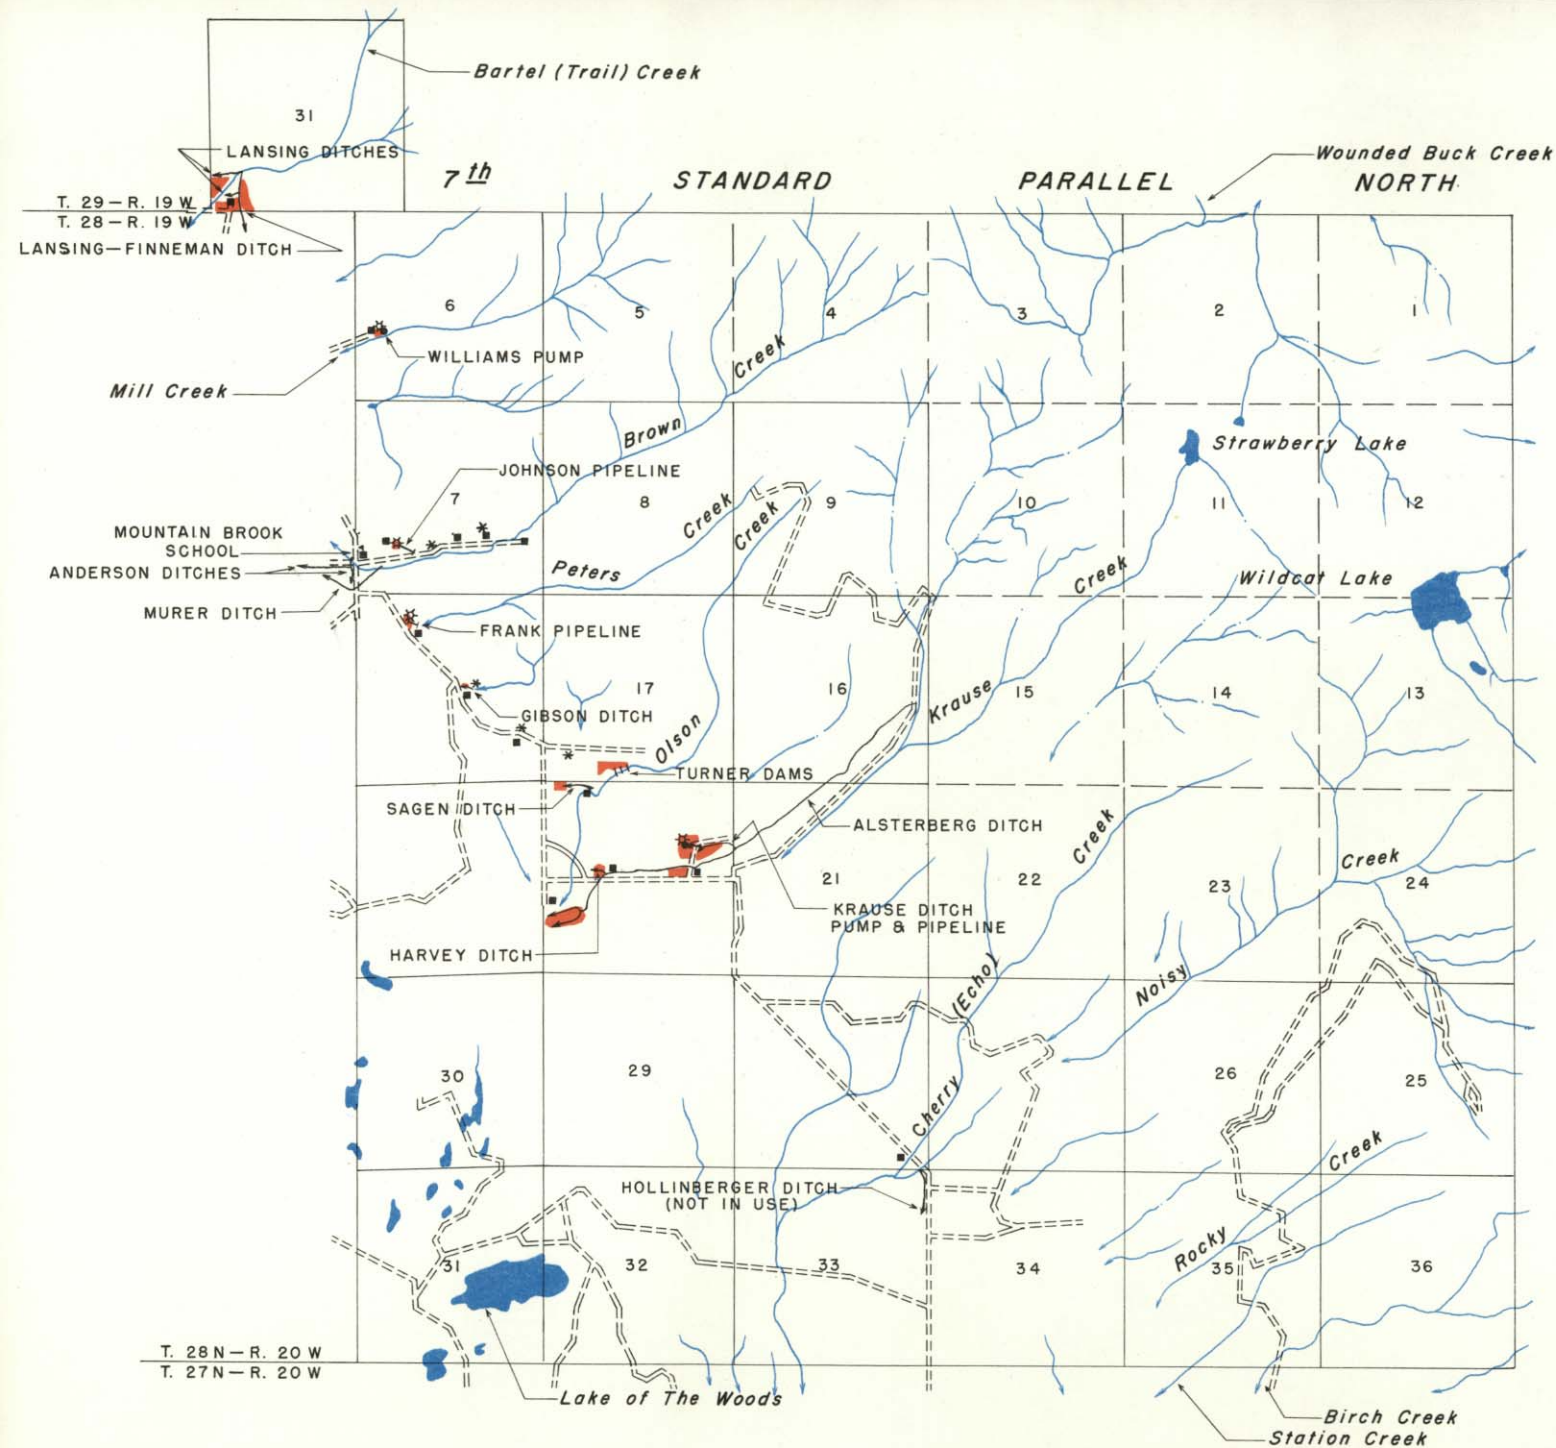 Bartel (Trail) Creek
31
LANSING DITCHES
7th STANDARD PARALLEL NORTH
Wounded Buck Creek
T. 29 — R. 19 W
T. 28 — R. 19 W
LANSING—FINNEMAN DITCH
6
5
4
3
2
1
WILLIAMS PUMP
Mill Creek
Brown Creek
Strawberry Lake
JOHNSON PIPELINE
7
8
9
10
11
12
MOUNTAIN BROOK
SCHOOL
ANDERSON DITCHES
MURER DITCH
Peters Creek
Olson Creek
Krause Creek
Wildcat Lake
FRANK PIPELINE
17
16
15
14
13
GIBSON DITCH
TURNER DAMS
SAGEN DITCH
ALSTERBERG DITCH
21
22
23
24
KRAUSE DITCH
PUMP & PIPELINE
HARVEY DITCH
Cherry (Echo) Creek
Noisy Creek
30
29
26
25
HOLLINBERGER DITCH
(NOT IN USE)
Rocky Creek
31
32
33
34
35
36
T. 28 N — R. 20 W
T. 27 N — R. 20 W
Lake of The Woods
Birch Creek
Station Creek